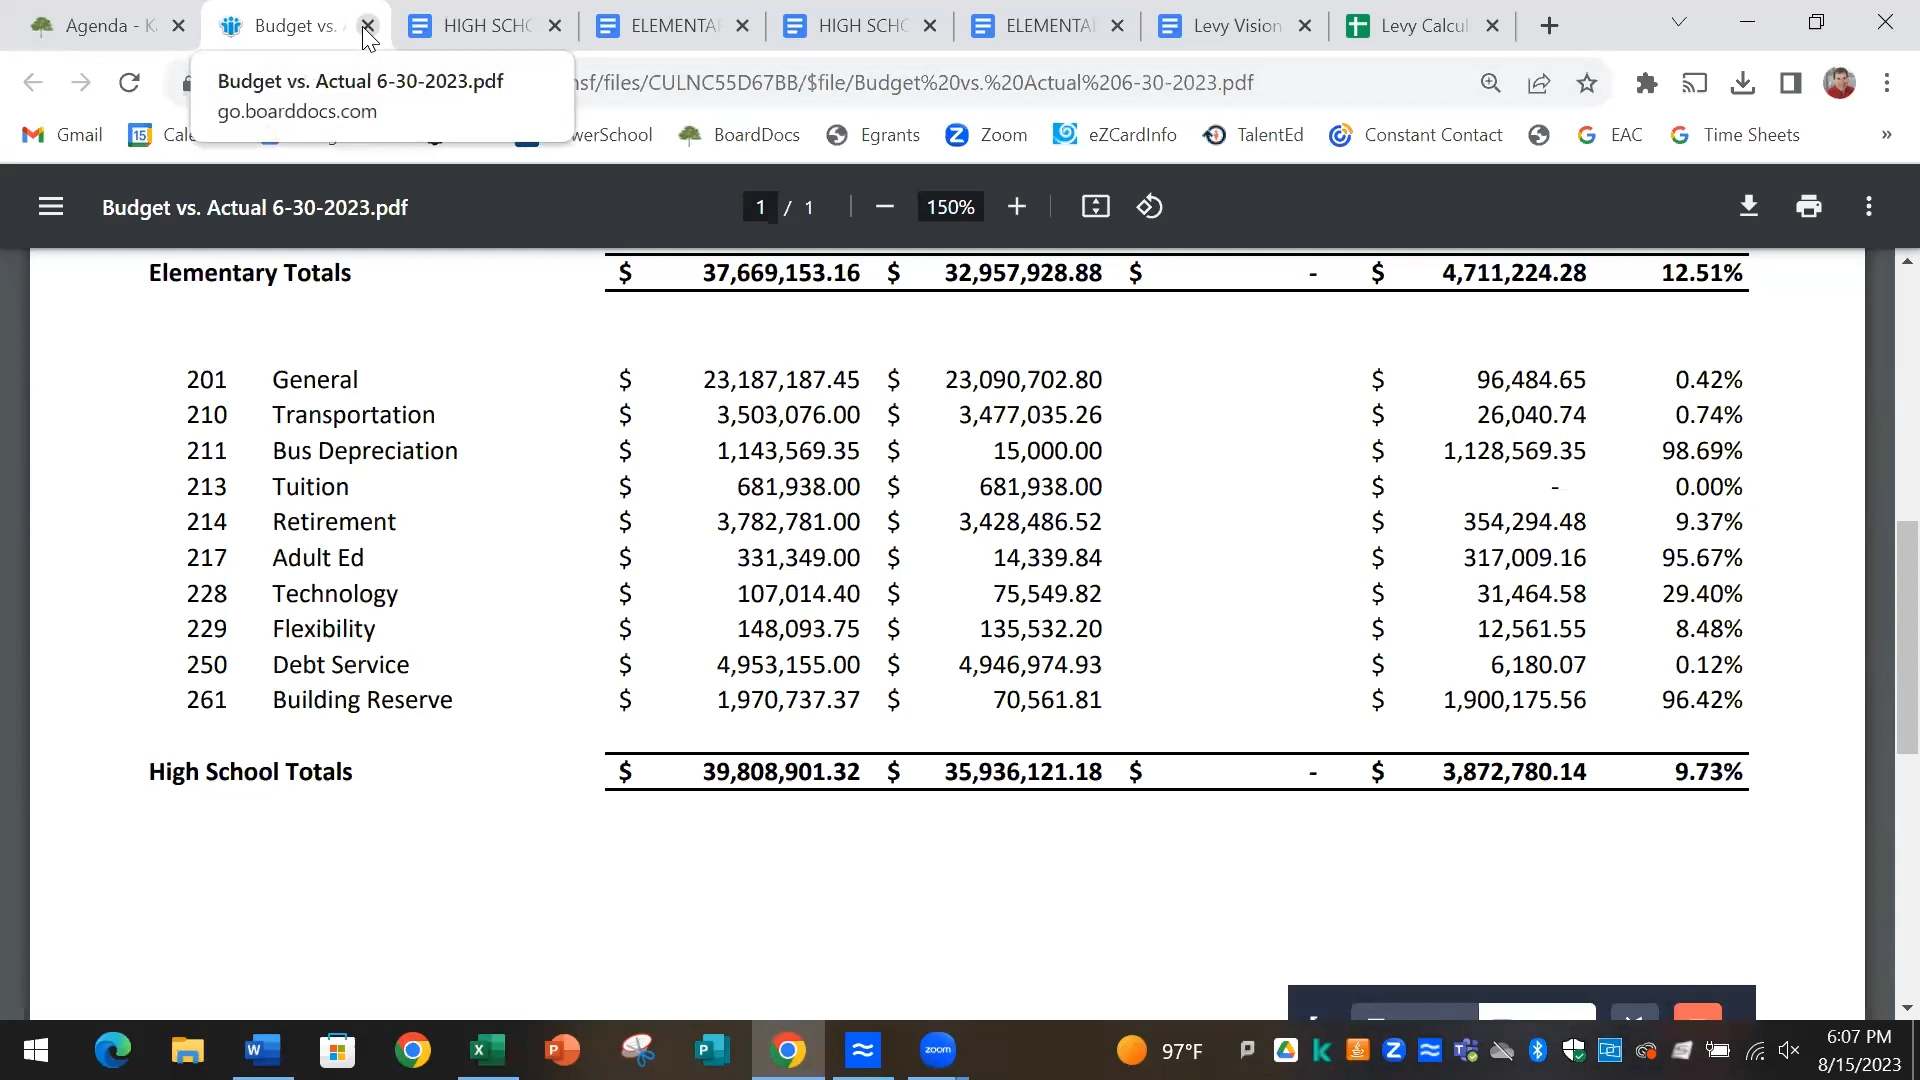 Agenda - K
Budget vs.
HIGH SCHO
ELEMENTA
HIGH SCHO
ELEMENTA
Levy Vision
Levy Calcul
Budget vs. Actual 6-30-2023.pdf
go.boarddocs.com
nsf/files/CULNC55D67BB/$file/Budget%20vs.%20Actual%206-30-2023.pdf
Gmail
werSchool
BoardDocs
Egrants
Zoom
eZCardInfo
TalentEd
Constant Contact
EAC
Time Sheets
»
Budget vs. Actual 6-30-2023.pdf
1 / 1
150%
Elementary Totals $ 37,669,153.16 $ 32,957,928.88 $ - $ 4,711,224.28 12.51%
201 General $ 23,187,187.45 $ 23,090,702.80 $ 96,484.65 0.42%
210 Transportation $ 3,503,076.00 $ 3,477,035.26 $ 26,040.74 0.74%
211 Bus Depreciation $ 1,143,569.35 $ 15,000.00 $ 1,128,569.35 98.69%
213 Tuition $ 681,938.00 $ 681,938.00 $ - 0.00%
214 Retirement $ 3,782,781.00 $ 3,428,486.52 $ 354,294.48 9.37%
217 Adult Ed $ 331,349.00 $ 14,339.84 $ 317,009.16 95.67%
228 Technology $ 107,014.40 $ 75,549.82 $ 31,464.58 29.40%
229 Flexibility $ 148,093.75 $ 135,532.20 $ 12,561.55 8.48%
250 Debt Service $ 4,953,155.00 $ 4,946,974.93 $ 6,180.07 0.12%
261 Building Reserve $ 1,970,737.37 $ 70,561.81 $ 1,900,175.56 96.42%
High School Totals $ 39,808,901.32 $ 35,936,121.18 $ - $ 3,872,780.14 9.73%
zoom
97°F
6:07 PM
8/15/2023